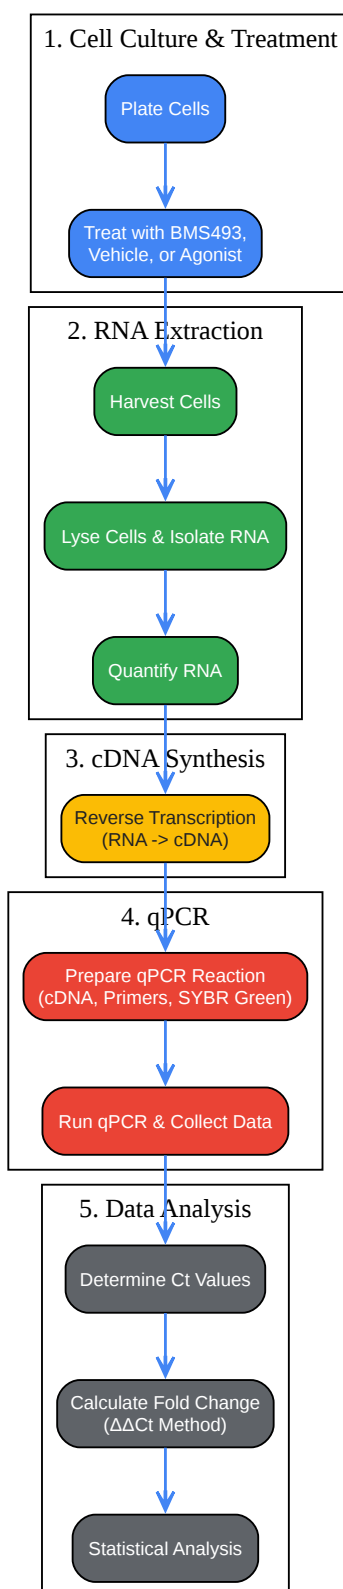 1. Cell Culture & Treatment
Plate Cells
Treat with BMS493,
Vehicle, or Agonist
2. RNA Extraction
Harvest Cells
Lyse Cells & Isolate RNA
Quantify RNA
3. cDNA Synthesis
Reverse Transcription
(RNA -> cDNA)
4. qPCR
Prepare qPCR Reaction
(cDNA, Primers, SYBR Green)
Run qPCR & Collect Data
5. Data Analysis
Determine Ct Values
Calculate Fold Change
(ΔΔCt Method)
Statistical Analysis